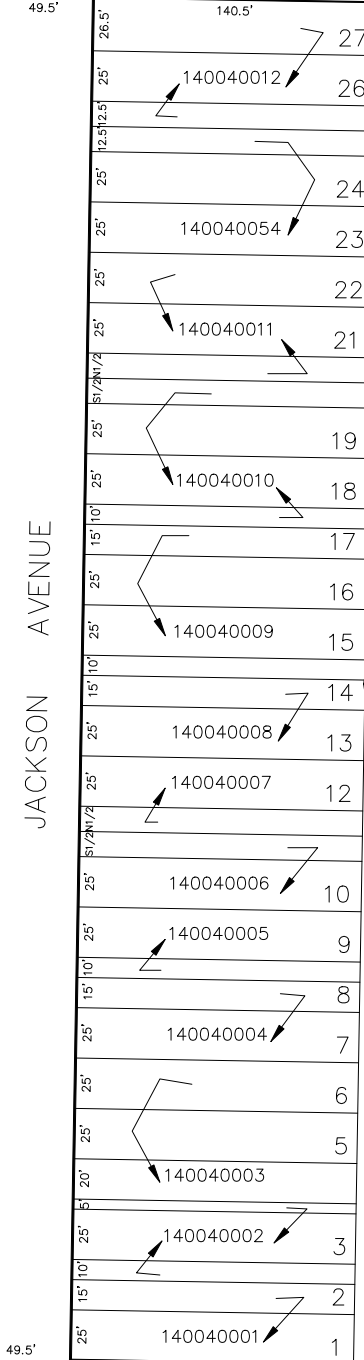 49.5' 140.5'
26.5' 27
25' 140040012 26
12.5'
12.5'
25' 24
25' 140040054 23
25' 22
25' 140040011 21
N1/2
S1/2
25' 19
25' 140040010 18
10'
15' 17
25' 16
25' 140040009 15
10'
15' 14
25' 140040008 13
25' 140040007 12
N1/2
S1/2
25' 140040006 10
25' 140040005 9
10'
15' 8
25' 140040004 7
25' 6
25' 5
20' 140040003
5'
25' 140040002 3
10'
15' 2
25' 140040001 1
49.5'
JACKSON AVENUE